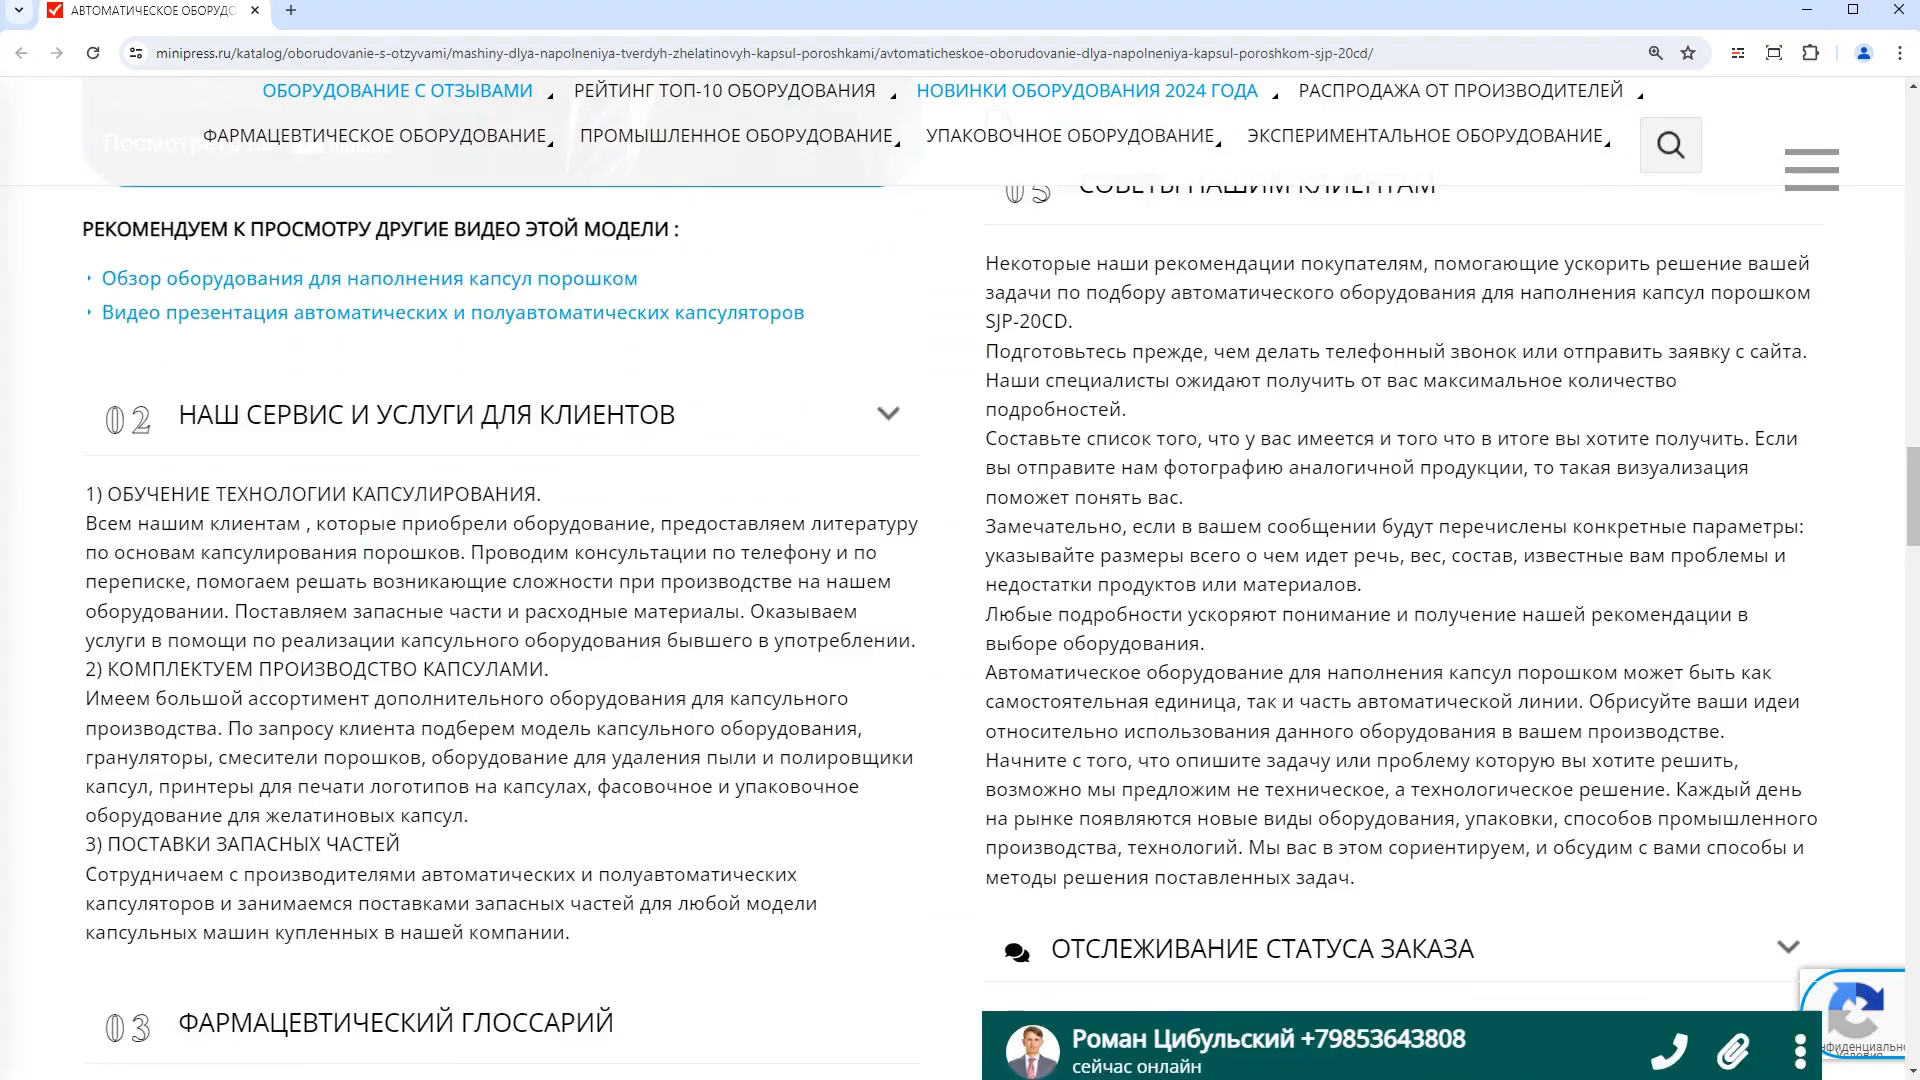 АВТОМАТИЧЕСКОЕ ОБОРУДО
minipress.ru/katalog/oborudovanie-s-otzyvami/mashiny-dlya-napolneniya-tverdyh-zhelatinovyh-kapsul-poroshkami/avtomaticheskoe-oborudovanie-dlya-napolneniya-kapsul-poroshkom-sjp-20cd/
ОБОРУДОВАНИЕ С ОТЗЫВАМИ РЕЙТИНГ ТОП-10 ОБОРУДОВАНИЯ НОВИНКИ ОБОРУДОВАНИЯ 2024 ГОДА РАСПРОДАЖА ОТ ПРОИЗВОДИТЕЛЕЙ
ФАРМАЦЕВТИЧЕСКОЕ ОБОРУДОВАНИЕ ПРОМЫШЛЕННОЕ ОБОРУДОВАНИЕ УПАКОВОЧНОЕ ОБОРУДОВАНИЕ ЭКСПЕРИМЕНТАЛЬНОЕ ОБОРУДОВАНИЕ
РЕКОМЕНДУЕМ К ПРОСМОТРУ ДРУГИЕ ВИДЕО ЭТОЙ МОДЕЛИ :
Обзор оборудования для наполнения капсул порошком
Видео презентация автоматических и полуавтоматических капсуляторов
02 НАШ СЕРВИС И УСЛУГИ ДЛЯ КЛИЕНТОВ
1) ОБУЧЕНИЕ ТЕХНОЛОГИИ КАПСУЛИРОВАНИЯ.
Всем нашим клиентам , которые приобрели оборудование, предоставляем литературу
по основам капсулирования порошков. Проводим консультации по телефону и по
переписке, помогаем решать возникающие сложности при производстве на нашем
оборудовании. Поставляем запасные части и расходные материалы. Оказываем
услуги в помощи по реализации капсульного оборудования бывшего в употреблении.
2) КОМПЛЕКТУЕМ ПРОИЗВОДСТВО КАПСУЛАМИ.
Имеем большой ассортимент дополнительного оборудования для капсульного
производства. По запросу клиента подберем модель капсульного оборудования,
грануляторы, смесители порошков, оборудование для удаления пыли и полировщики
капсул, принтеры для печати логотипов на капсулах, фасовочное и упаковочное
оборудование для желатиновых капсул.
3) ПОСТАВКИ ЗАПАСНЫХ ЧАСТЕЙ
Сотрудничаем с производителями автоматических и полуавтоматических
капсуляторов и занимаемся поставками запасных частей для любой модели
капсульных машин купленных в нашей компании.
03 ФАРМАЦЕВТИЧЕСКИЙ ГЛОССАРИЙ
05 СОВЕТЫ НАШИМ КЛИЕНТАМ
Некоторые наши рекомендации покупателям, помогающие ускорить решение вашей
задачи по подбору автоматического оборудования для наполнения капсул порошком
SJP-20CD.
Подготовьтесь прежде, чем делать телефонный звонок или отправить заявку с сайта.
Наши специалисты ожидают получить от вас максимальное количество
подробностей.
Составьте список того, что у вас имеется и того что в итоге вы хотите получить. Если
вы отправите нам фотографию аналогичной продукции, то такая визуализация
поможет понять вас.
Замечательно, если в вашем сообщении будут перечислены конкретные параметры:
указывайте размеры всего о чем идет речь, вес, состав, известные вам проблемы и
недостатки продуктов или материалов.
Любые подробности ускоряют понимание и получение нашей рекомендации в
выборе оборудования.
Автоматическое оборудование для наполнения капсул порошком может быть как
самостоятельная единица, так и часть автоматической линии. Обрисуйте ваши идеи
относительно использования данного оборудования в вашем производстве.
Начните с того, что опишите задачу или проблему которую вы хотите решить,
возможно мы предложим не техническое, а технологическое решение. Каждый день
на рынке появляются новые виды оборудования, упаковки, способов промышленного
производства, технологий. Мы вас в этом сориентируем, и обсудим с вами способы и
методы решения поставленных задач.
ОТСЛЕЖИВАНИЕ СТАТУСА ЗАКАЗА
Роман Цибульский +79853643808
сейчас онлайн